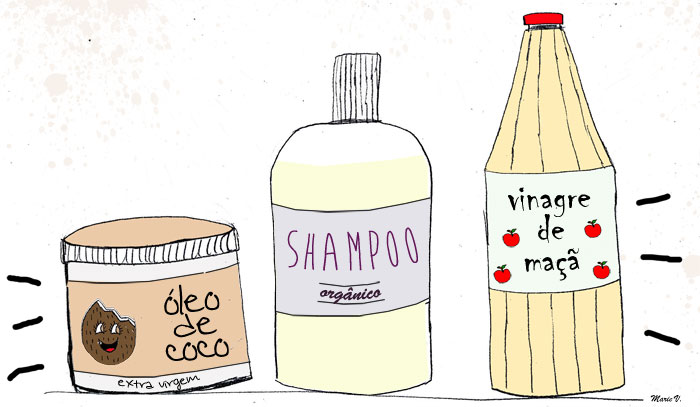 óleo
de
coco
extra virgem
SHAMPOO
orgânico
vinagre
de
maçã
Marie V.